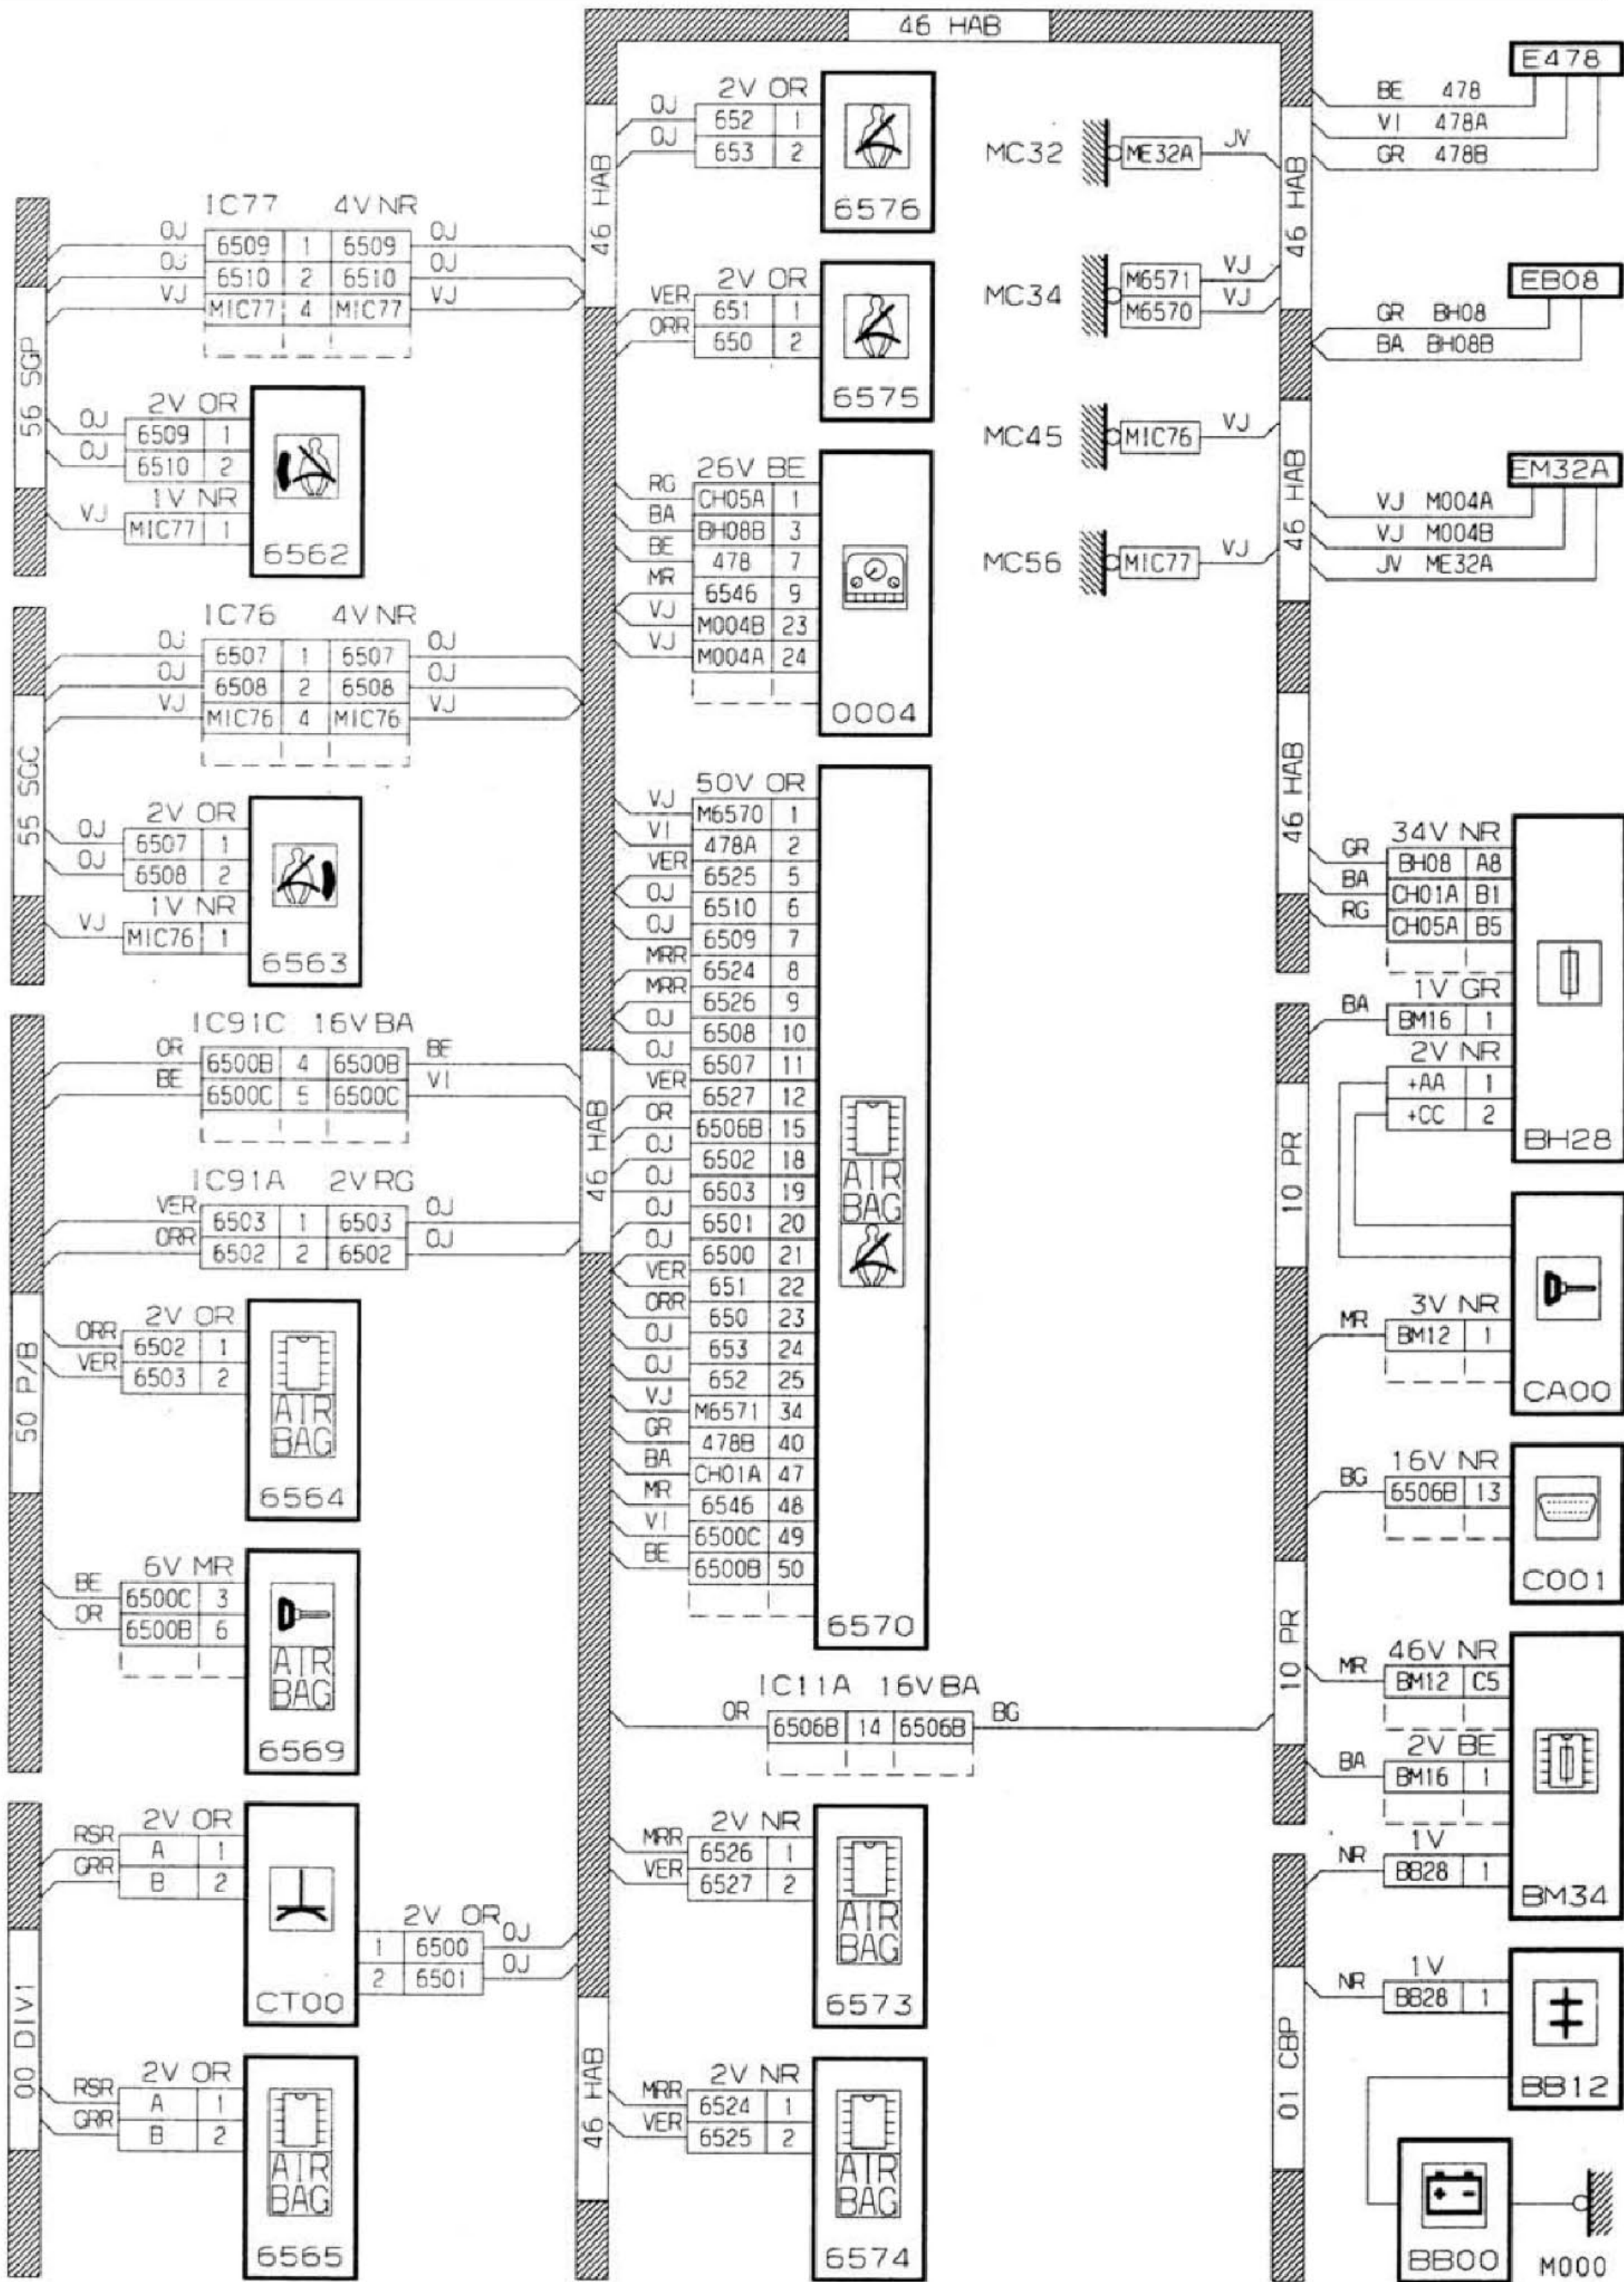 46 HAB
E478
BE 478
VI 478A
GR 478B
2V OR
OJ 652 1
OJ 653 2
6576
46 HAB
MC32 ME32A JV
46 HAB
IC77 4V NR
OJ 6509 1 6509 OJ
OJ 6510 2 6510 OJ
VJ MIC77 4 MIC77 VJ
56 SGP
2V OR
OJ 6509 1
OJ 6510 2
1V NR
VJ MIC77 1
6562
2V OR
VER 651 1
ORR 650 2
6575
MC34 M6571 VJ
M6570 VJ
EB08
GR BH08
BA BH08B
MC45 MIC76 VJ
MC56 MIC77 VJ
46 HAB
EM32A
VJ M004A
VJ M004B
JV ME32A
26V BE
RG CH05A 1
BA BH08B 3
BE 478 7
MR 6546 9
VJ M004B 23
VJ M004A 24
0004
IC76 4V NR
OJ 6507 1 6507 OJ
OJ 6508 2 6508 OJ
VJ MIC76 4 MIC76 VJ
55 SGC
2V OR
OJ 6507 1
OJ 6508 2
1V NR
VJ MIC76 1
6563
50V OR
VJ M6570 1
VI 478A 2
VER 6525 5
OJ 6510 6
OJ 6509 7
MRR 6524 8
MRR 6526 9
OJ 6508 10
OJ 6507 11
VER 6527 12
OR 6506B 15
OJ 6502 18
OJ 6503 19
OJ 6501 20
OJ 6500 21
VER 651 22
ORR 650 23
OJ 653 24
OJ 652 25
VJ M6571 34
GR 478B 40
BA CH01A 47
MR 6546 48
VI 6500C 49
BE 6500B 50
AIR
BAG
6570
46 HAB
34V NR
GR BH08 A8
BA CH01A B1
RG CH05A B5
1V GR
BA BM16 1
2V NR
+AA 1
+CC 2
BH28
10 PR
IC91C 16V BA
OR 6500B 4 6500B BE
BE 6500C 5 6500C VI
46 HAB
IC91A 2V RG
VER 6503 1 6503 OJ
ORR 6502 2 6502 OJ
50 P/B
2V OR
ORR 6502 1
VER 6503 2
AIR
BAG
6564
6V MR
BE 6500C 3
OR 6500B 6
AIR
BAG
6569
3V NR
MR BM12 1
CA00
16V NR
BG 6506B 13
C001
10 PR
46V NR
MR BM12 C5
2V BE
BA BM16 1
1V
NR BB28 1
BM34
IC11A 16V BA
OR 6506B 14 6506B BG
00 DIV1
2V OR
RSR A 1
GRR B 2
2V OR
1 6500 OJ
2 6501 OJ
CT00
2V OR
RSR A 1
GRR B 2
AIR
BAG
6565
2V NR
MRR 6526 1
VER 6527 2
AIR
BAG
6573
46 HAB
2V NR
MRR 6524 1
VER 6525 2
AIR
BAG
6574
01 CBP
1V
NR BB28 1
BB12
+ -
BB00
M000